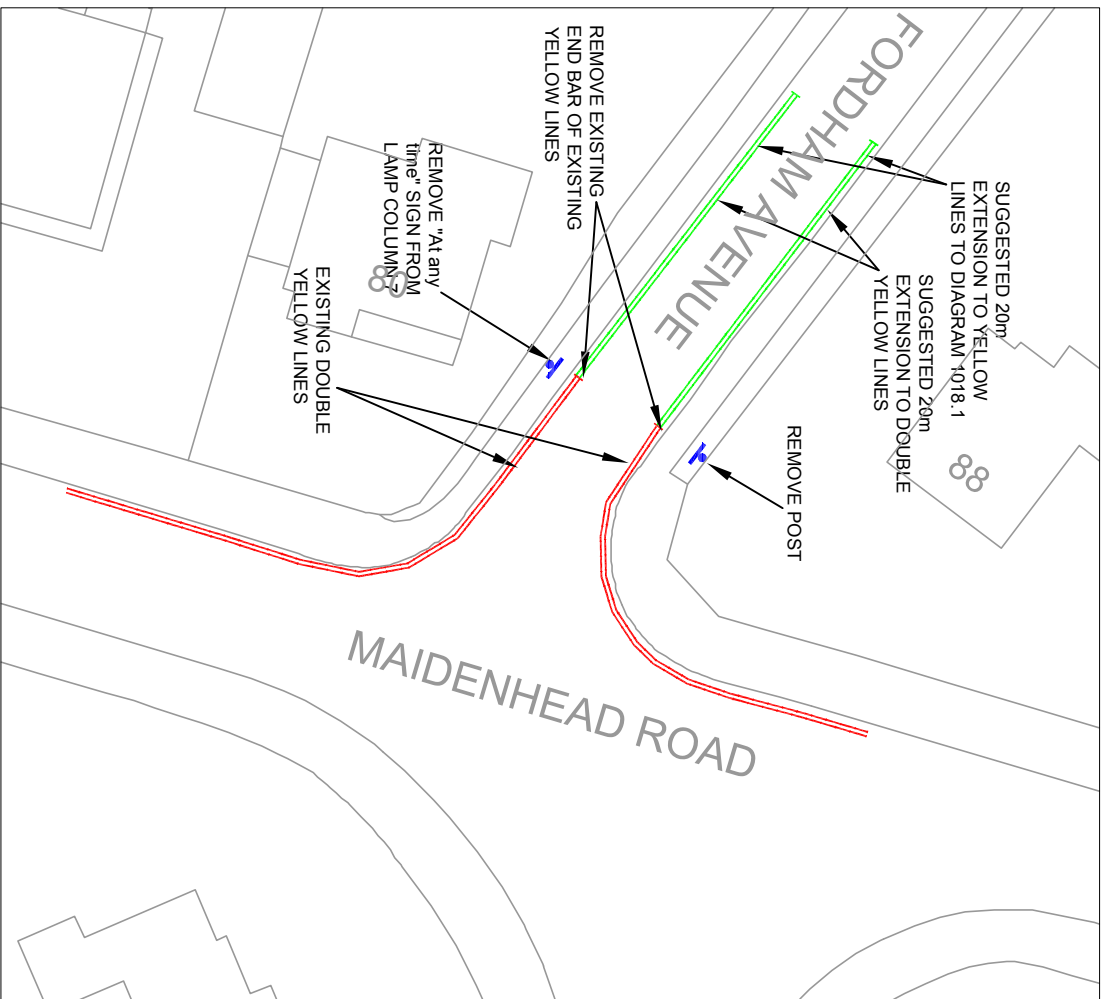 FORDHAM AVENUE
SUGGESTED 20m
EXTENSION TO YELLOW
LINES TO DIAGRAM 1018.1
SUGGESTED 20m
EXTENSION TO DOUBLE
YELLOW LINES
REMOVE EXISTING
END BAR OF EXISTING
YELLOW LINES
REMOVE "At any
time" SIGN FROM
LAMP COLUMN 7
80
EXISTING DOUBLE
YELLOW LINES
REMOVE POST
88
MAIDENHEAD ROAD